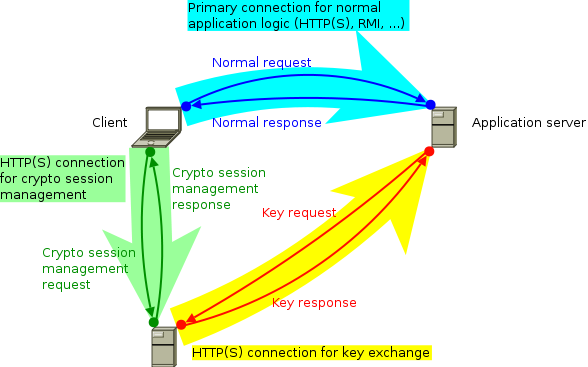 Primary connection for normal
application logic (HTTP(S), RMI, ...)
Normal request
Client
Normal response
Application server
HTTP(S) connection
for crypto session
management
Crypto session
management
response
Key request
Crypto session
management
request
Key response
HTTP(S) connection for key exchange